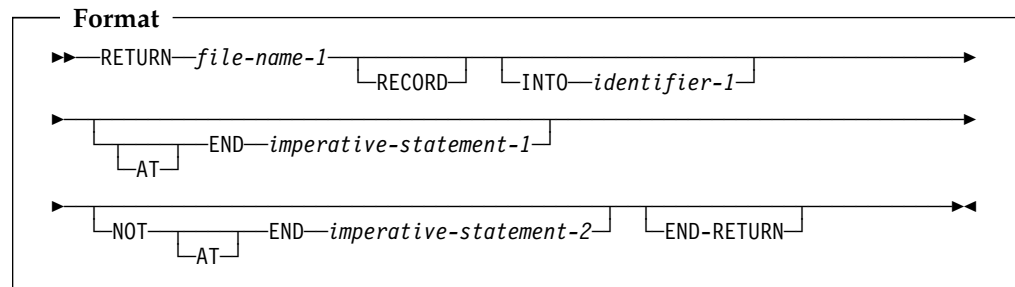 Format
RETURN file-name-1 RECORD INTO identifier-1
AT END imperative-statement-1
NOT AT END imperative-statement-2 END-RETURN